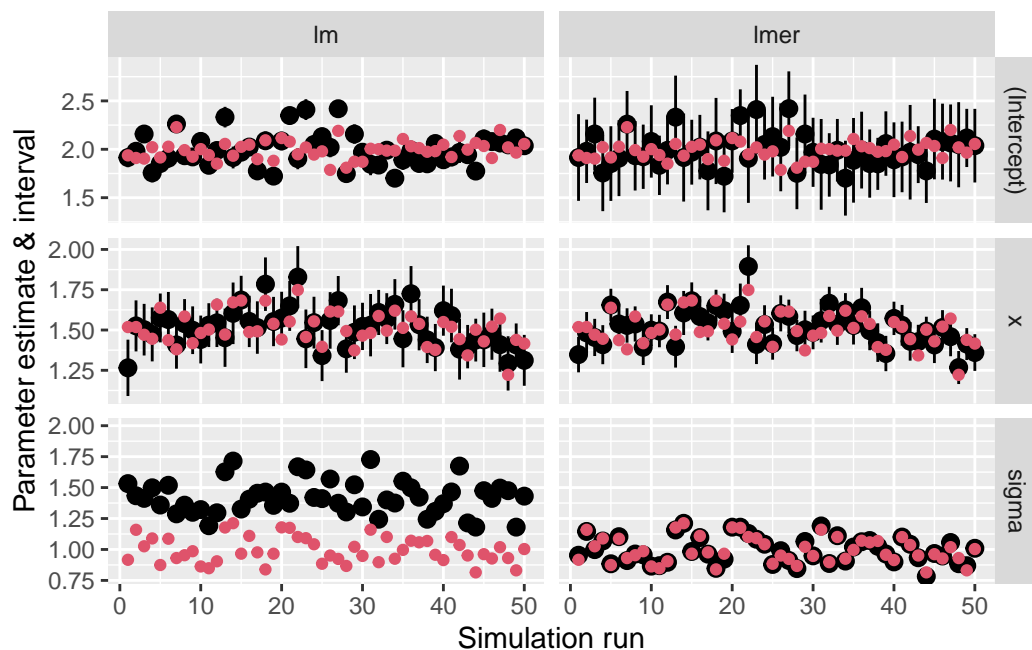 lm lmer
Parameter estimate & interval
2.5
2.0
1.5
(Intercept)
2.00
1.75
1.50
1.25
x
2.00
1.75
1.50
1.25
1.00
0.75
sigma
0 10 20 30 40 50 0 10 20 30 40 50
Simulation run